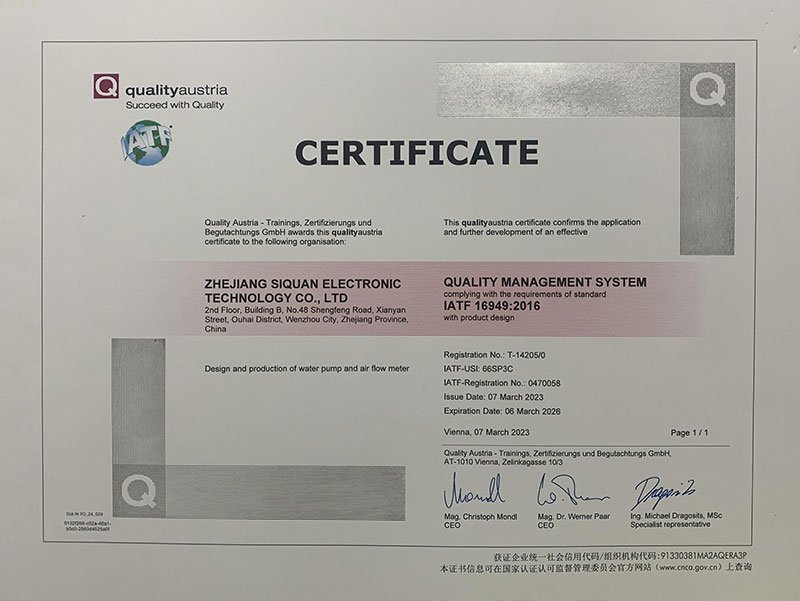 Q qualityaustria
Succeed with Quality
IATF
Q
CERTIFICATE
Quality Austria - Trainings, Zertifizierungs und
Begutachtungs GmbH awards this qualityaustria
certificate to the following organisation:
This qualityaustria certificate confirms the application
and further development of an effective
ZHEJIANG SIQUAN ELECTRONIC
TECHNOLOGY CO., LTD
2nd Floor, Building B, No.48 Shengfeng Road, Xianyan
Street, Ouhai District, Wenzhou City, Zhejiang Province,
China
QUALITY MANAGEMENT SYSTEM
complying with the requirements of standard
IATF 16949:2016
with product design
Design and production of water pump and air flow meter
Registration No.: T-14205/0
IATF-USI: 66SP3C
IATF-Registration No.: 0470058
Issue Date: 07 March 2023
Expiration Date: 06 March 2026
Vienna, 07 March 2023
Page 1 / 1
Quality Austria - Trainings, Zertifizierungs und Begutachtungs GmbH,
AT-1010 Vienna, Zelinkagasse 10/3
Q
Mag. Christoph Mondl
CEO
Mag. Dr. Werner Paar
CEO
Ing. Michael Dragosits, MSc
Specialist representative
获证企业统一社会信用代码/组织机构代码:91330381MA2AQERA3P
本证书信息可在国家认证认可监督管理委员会官方网站(www.cnca.gov.cn)上查询